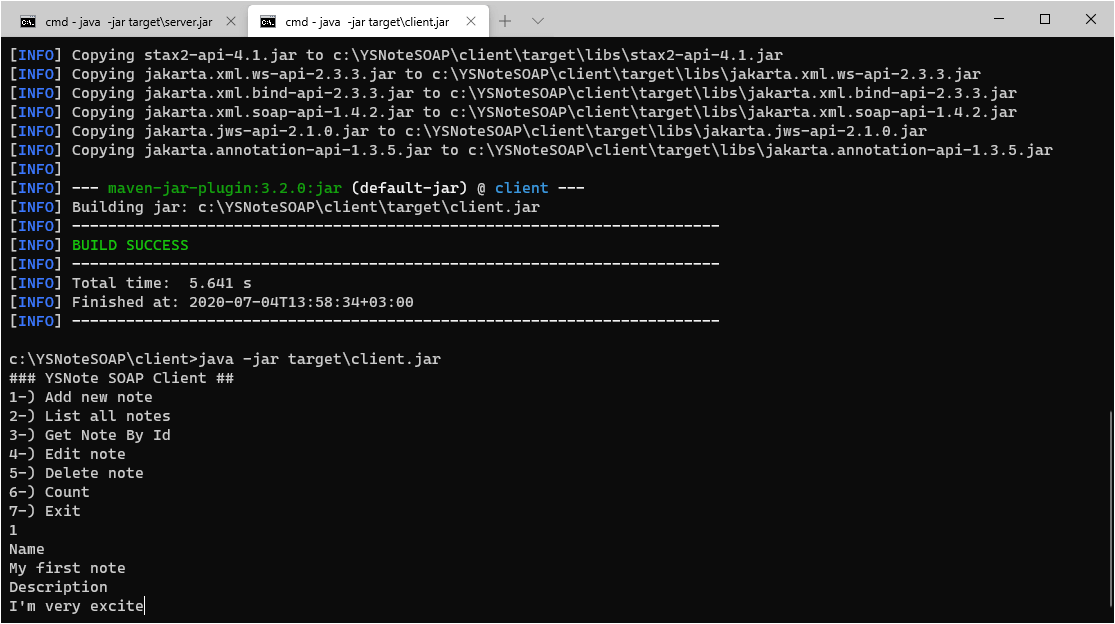 cmd - java  -jar target\server.jar
cmd - java  -jar target\client.jar
[INFO] Copying stax2-api-4.1.jar to c:\YSNoteSOAP\client\target\libs\stax2-api-4.1.jar
[INFO] Copying jakarta.xml.ws-api-2.3.3.jar to c:\YSNoteSOAP\client\target\libs\jakarta.xml.ws-api-2.3.3.jar
[INFO] Copying jakarta.xml.bind-api-2.3.3.jar to c:\YSNoteSOAP\client\target\libs\jakarta.xml.bind-api-2.3.3.jar
[INFO] Copying jakarta.xml.soap-api-1.4.2.jar to c:\YSNoteSOAP\client\target\libs\jakarta.xml.soap-api-1.4.2.jar
[INFO] Copying jakarta.jws-api-2.1.0.jar to c:\YSNoteSOAP\client\target\libs\jakarta.jws-api-2.1.0.jar
[INFO] Copying jakarta.annotation-api-1.3.5.jar to c:\YSNoteSOAP\client\target\libs\jakarta.annotation-api-1.3.5.jar
[INFO]
[INFO] --- maven-jar-plugin:3.2.0:jar (default-jar) @ client ---
[INFO] Building jar: c:\YSNoteSOAP\client\target\client.jar
[INFO] ------------------------------------------------------------------------
[INFO] BUILD SUCCESS
[INFO] ------------------------------------------------------------------------
[INFO] Total time:  5.641 s
[INFO] Finished at: 2020-07-04T13:58:34+03:00
[INFO] ------------------------------------------------------------------------
c:\YSNoteSOAP\client>java -jar target\client.jar
### YSNote SOAP Client ##
1-) Add new note
2-) List all notes
3-) Get Note By Id
4-) Edit note
5-) Delete note
6-) Count
7-) Exit
1
Name
My first note
Description
I'm very excite